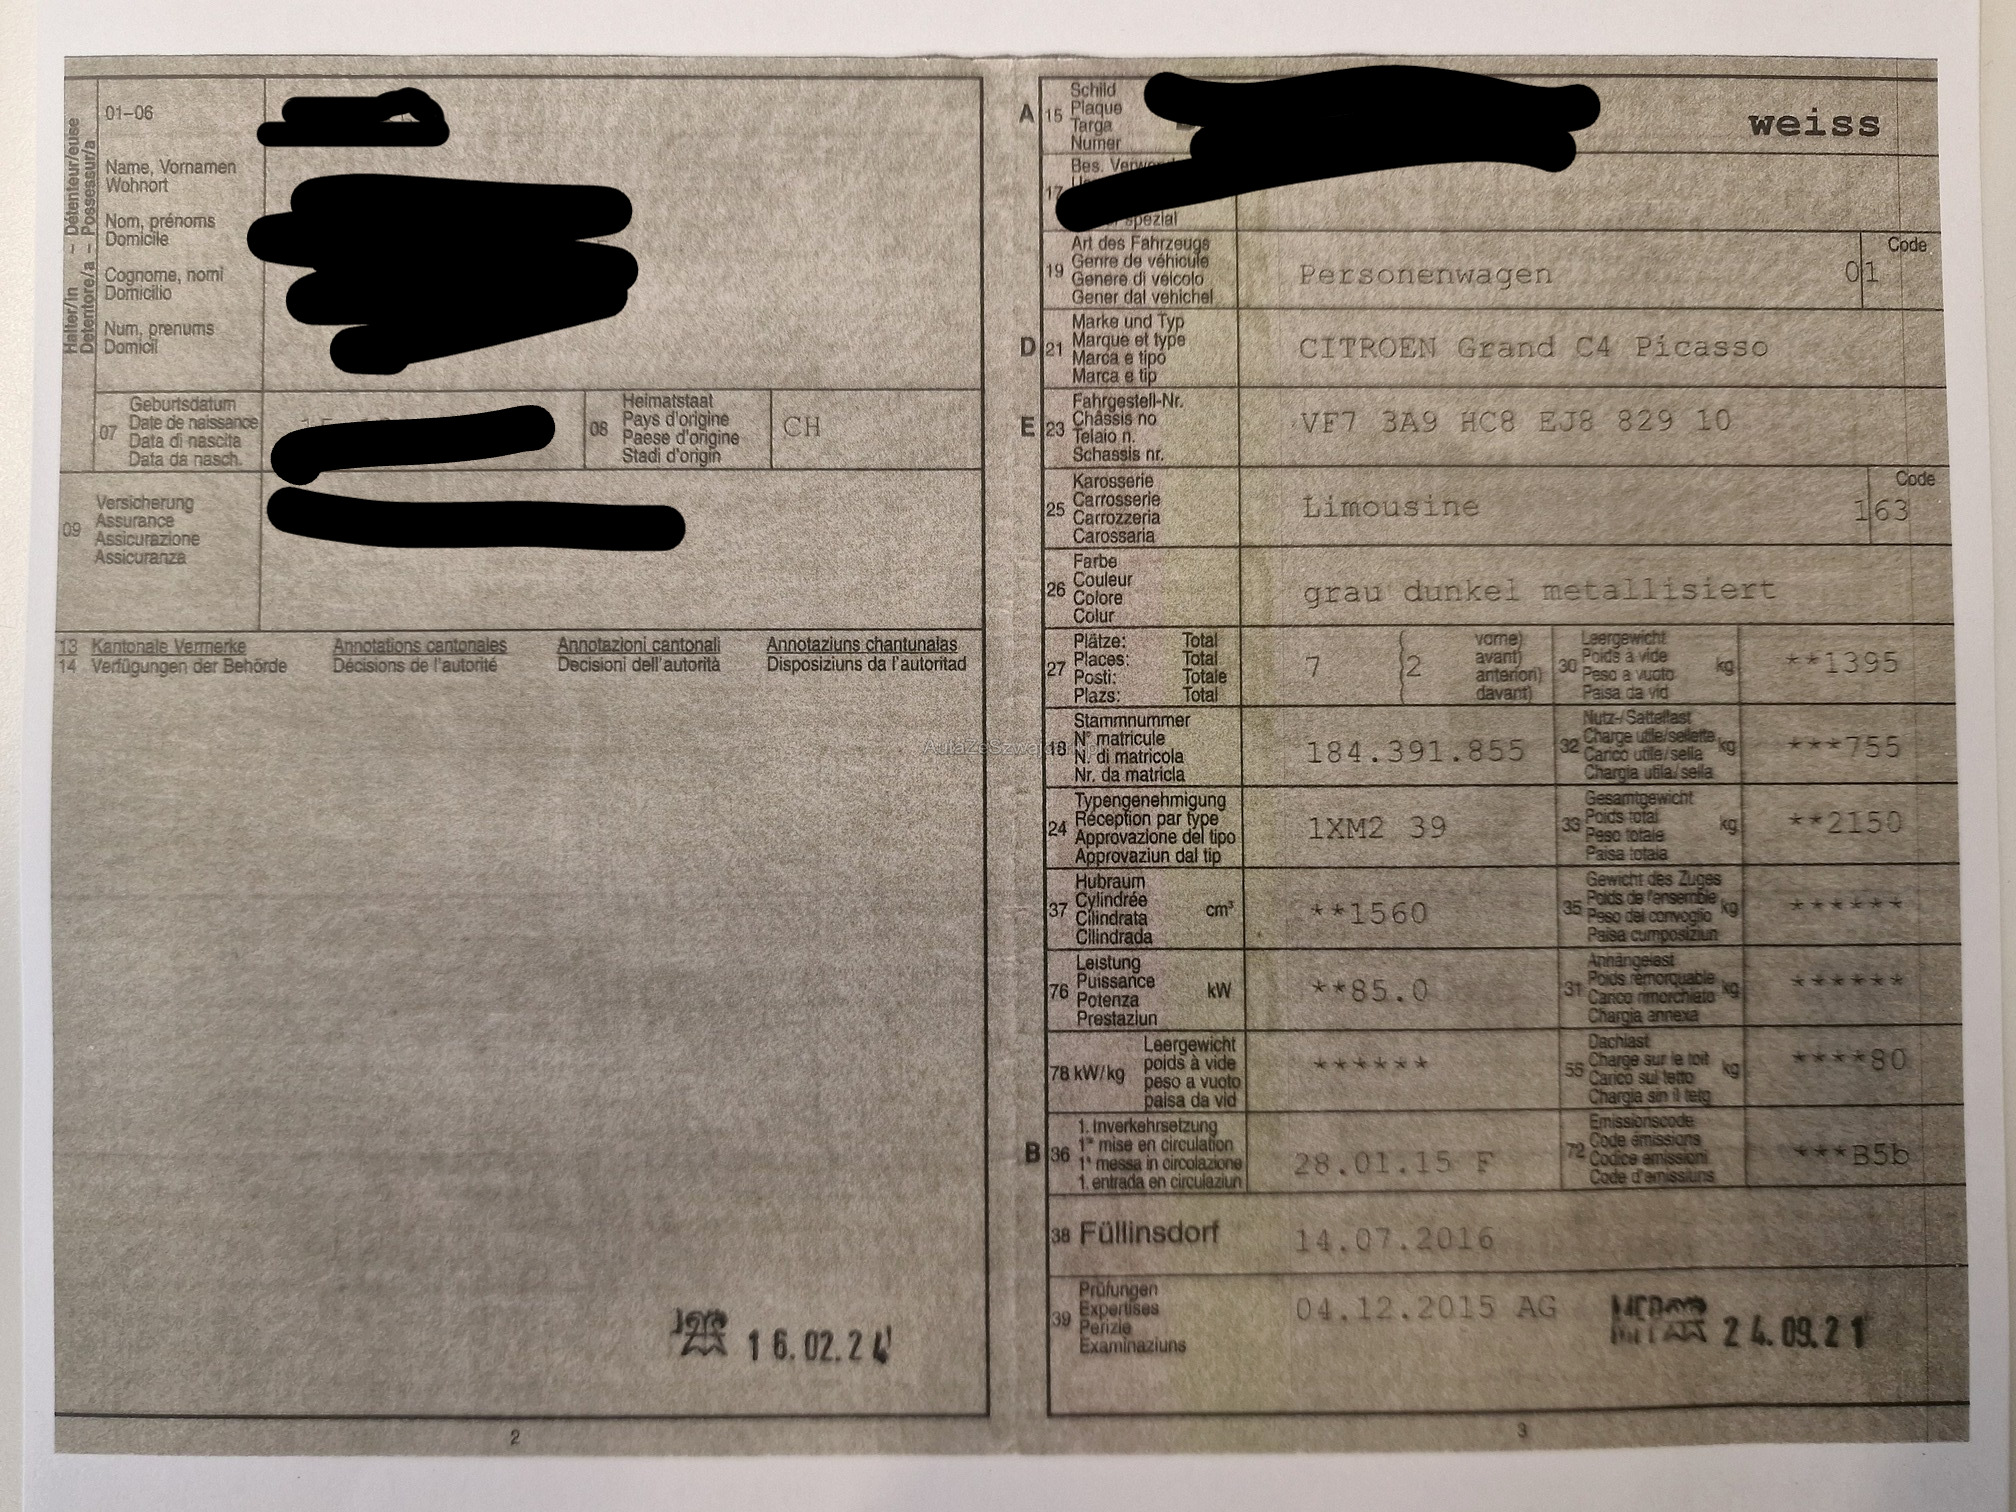 Halter/in – Détenteur/euse
Detentore/a – Possessur/a
01–06
Name, Vornamen
Wohnort
Nom, prénoms
Domicile
Cognome, nomi
Domicilio
Num, prenums
Domicil
07
Geburtsdatum
Date de naissance
Data di nascita
Data da nasch.
08
Heimatstaat
Pays d'origine
Paese d'origine
Stadi d'origin
CH
09
Versicherung
Assurance
Assicurazione
Assicuranza
13 Kantonale Vermerke Annotations cantonales Annotazioni cantonali Annotaziuns chantunalas
14 Verfügungen der Behörde Décisions de l'autorité Decisioni dell'autorità Disposiziuns da l'autoritad
16.02.24
2
A 15
Schild
Plaque
Targa
Numer
weiss
17
Bes.
spezial
19
Art des Fahrzeugs
Genre de véhicule
Genere di veicolo
Gener dal vehichel
Personenwagen
Code
01
D 21
Marke und Typ
Marque et type
Marca e tipo
Marca e tip
CITROEN Grand C4 Picasso
E 23
Fahrgestell-Nr.
Châssis no
Telaio n.
Schassis nr.
VF7 3A9 HC8 EJ8 829 10
25
Karosserie
Carrosserie
Carrozzeria
Carossaria
Limousine
Code
163
26
Farbe
Couleur
Colore
Colur
grau dunkel metallisiert
27
Plätze: Total
Places: Total
Posti: Totale
Plazs: Total
7 ( 2
vorne)
avant)
anteriori)
davant)
30
Leergewicht
Poids à vide
Peso a vuoto
Paisa da vid
kg
**1395
18
Stammnummer
N° matricule
N. di matricola
Nr. da matricla
184.391.855
32
Nutz-/Sattellast
Charge utile/sellette
Carico utile/sella
Chargia utila/sella
kg
***755
24
Typengenehmigung
Réception par type
Approvazione del tipo
Approvaziun dal tip
1XM2 39
33
Gesamtgewicht
Poids total
Peso totale
Paisa totala
kg
**2150
37
Hubraum
Cylindrée
Cilindrata
Cilindrada
cm³
**1560
35
Gewicht des Zuges
Poids de l'ensemble
Peso del convoglio
Paisa cumposiziun
kg
******
76
Leistung
Puissance
Potenza
Prestaziun
kW
**85.0
31
Anhängelast
Poids remorquable
Carico rimorchiato
Chargia annexa
kg
******
78 kW/kg
Leergewicht
poids à vide
peso a vuoto
paisa da vid
******
55
Dachlast
Charge sur le toit
Carico sul tetto
Chargia sin il tetg
kg
****80
B 36
1. Inverkehrsetzung
1re mise en circulation
1a messa in circolazione
1. entrada en circulaziun
28.01.15 F
72
Emissionscode
Code émissions
Codice emissioni
Code d'emissiuns
***B5b
38 Füllinsdorf
14.07.2016
39
Prüfungen
Expertises
Perizie
Examinaziuns
04.12.2015 AG
24.09.21
3